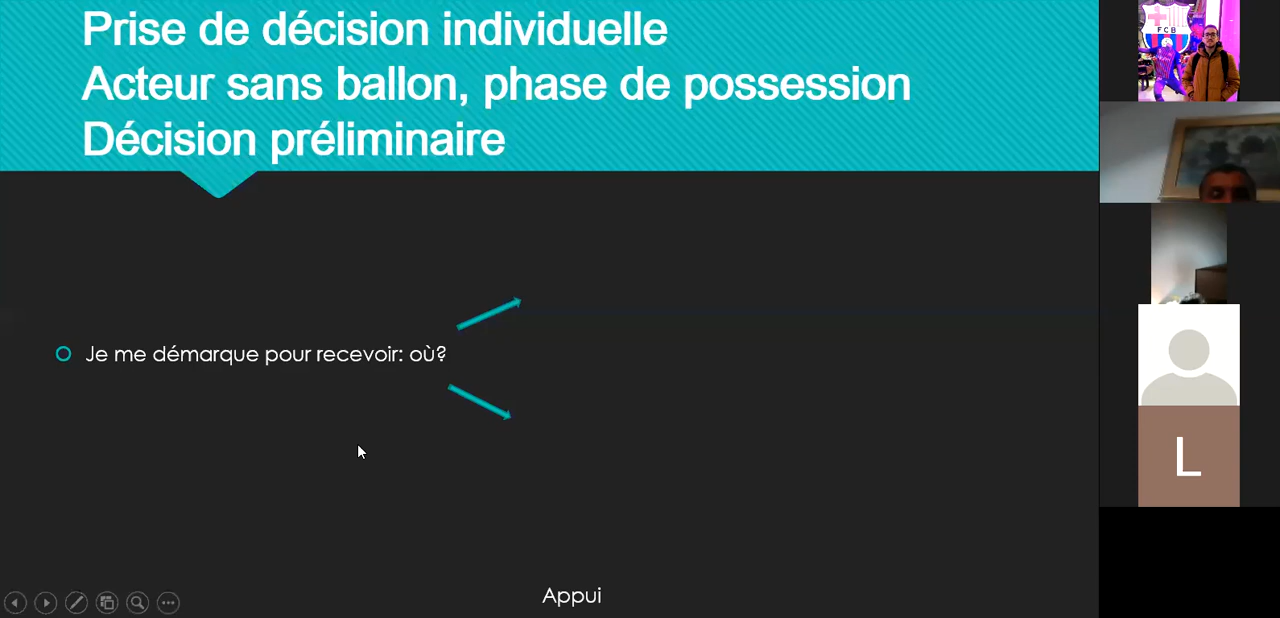 Prise de décision individuelle
Acteur sans ballon, phase de possession
Décision préliminaire
Je me démarque pour recevoir: où?
Appui
FCB
L